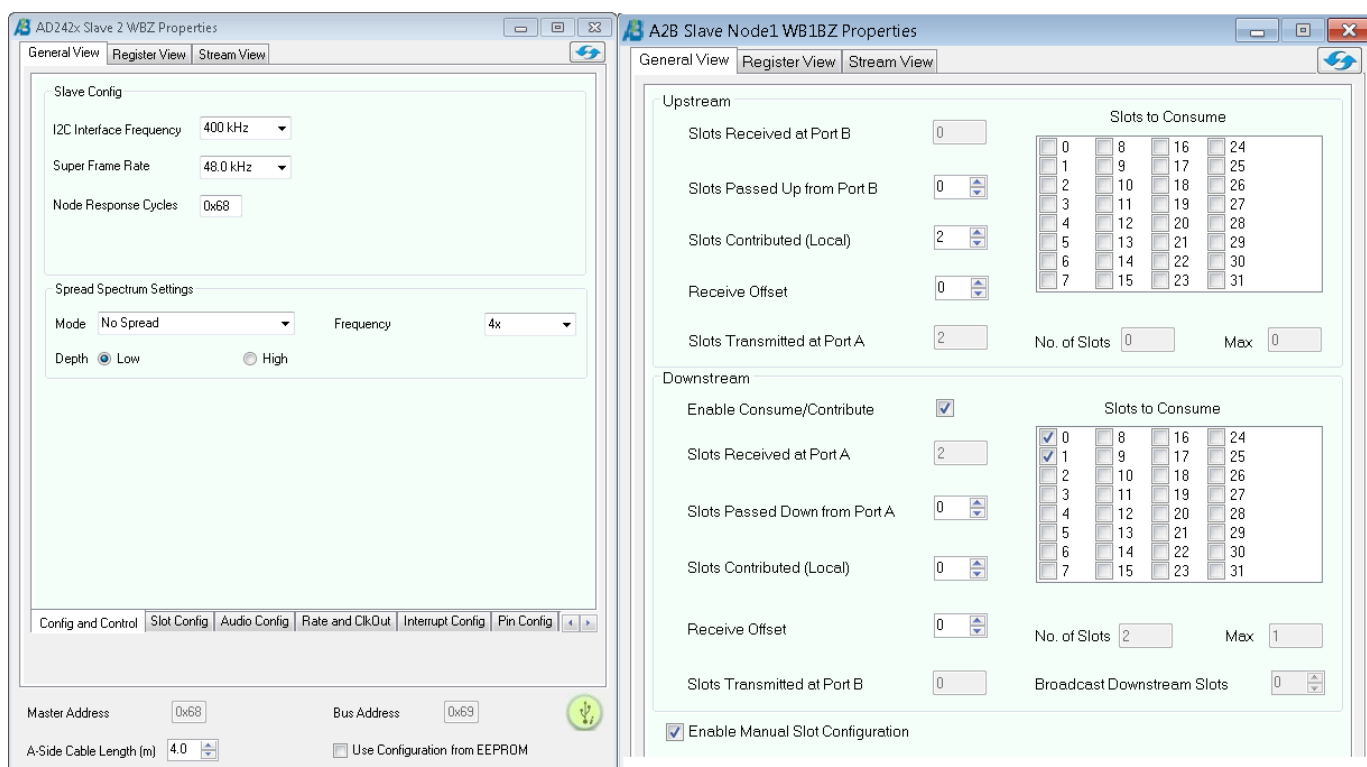 AD242x Slave 2 WBZ Properties
General View Register View Stream View
Slave Config
I2C Interface Frequency 400 kHz
Super Frame Rate 48.0 kHz
Node Response Cycles 0x68
Spread Spectrum Settings
Mode No Spread Frequency 4x
Depth Low High
Config and Control Slot Config Audio Config Rate and ClkOut Interrupt Config Pin Config
Master Address 0x68 Bus Address 0x69
A-Side Cable Length (m) 4.0 Use Configuration from EEPROM
A2B Slave Node1 WB1BZ Properties
General View Register View Stream View
Upstream
Slots to Consume
Slots Received at Port B 0
0 8 16 24
1 9 17 25
Slots Passed Up from Port B 0
2 10 18 26
3 11 19 27
Slots Contributed (Local) 2
4 12 20 28
5 13 21 29
6 14 22 30
Receive Offset 0
7 15 23 31
Slots Transmitted at Port A 2 No. of Slots 0 Max 0
Downstream
Enable Consume/Contribute Slots to Consume
0 8 16 24
Slots Received at Port A 2
1 9 17 25
2 10 18 26
3 11 19 27
Slots Passed Down from Port A 0
4 12 20 28
5 13 21 29
Slots Contributed (Local) 0
6 14 22 30
7 15 23 31
Receive Offset 0 No. of Slots 2 Max 1
Slots Transmitted at Port B 0 Broadcast Downstream Slots 0
Enable Manual Slot Configuration